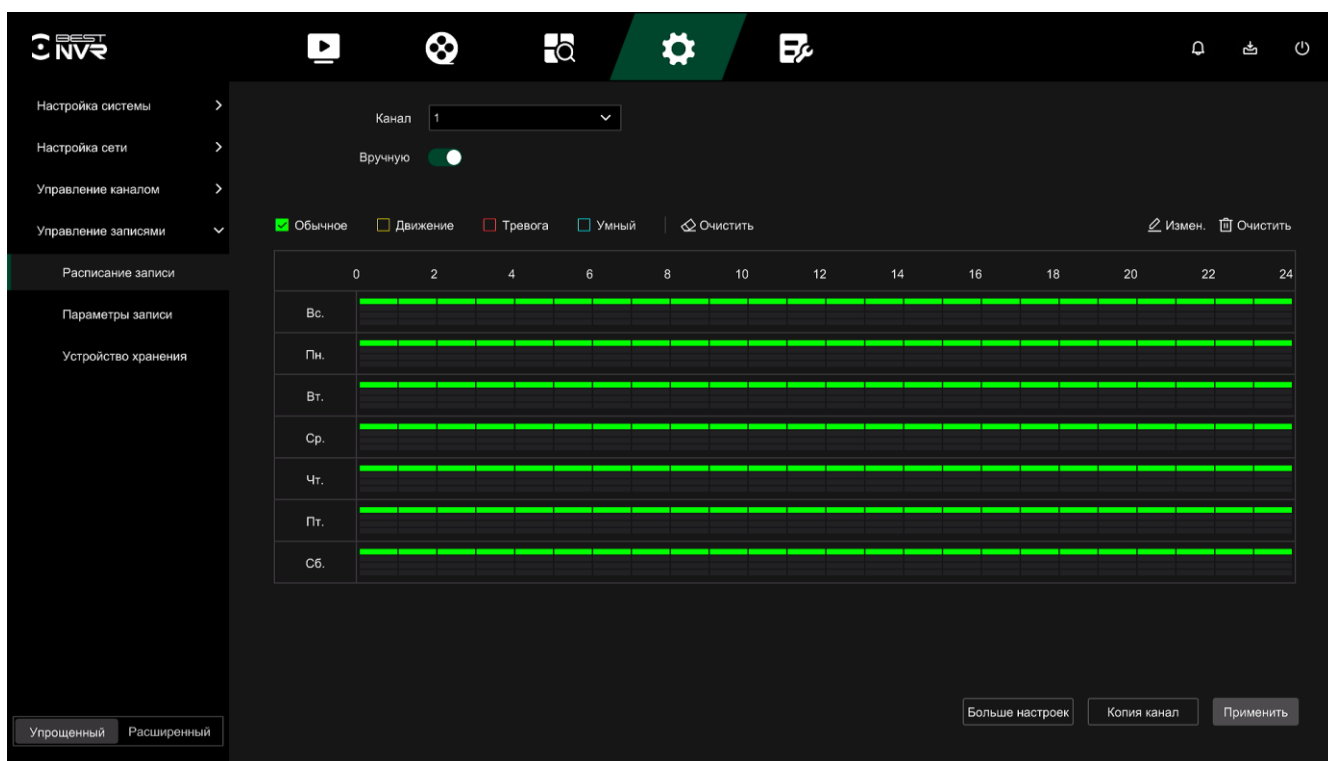 BEST
NVR
Настройка системы
Настройка сети
Управление каналом
Управление записями
Расписание записи
Параметры записи
Устройство хранения
Упрощенный Расширенный
Канал 1
Вручную
Обычное Движение Тревога Умный Очистить Измен. Очистить
0 2 4 6 8 10 12 14 16 18 20 22 24
Вс.
Пн.
Вт.
Ср.
Чт.
Пт.
Сб.
Больше настроек Копия канал Применить